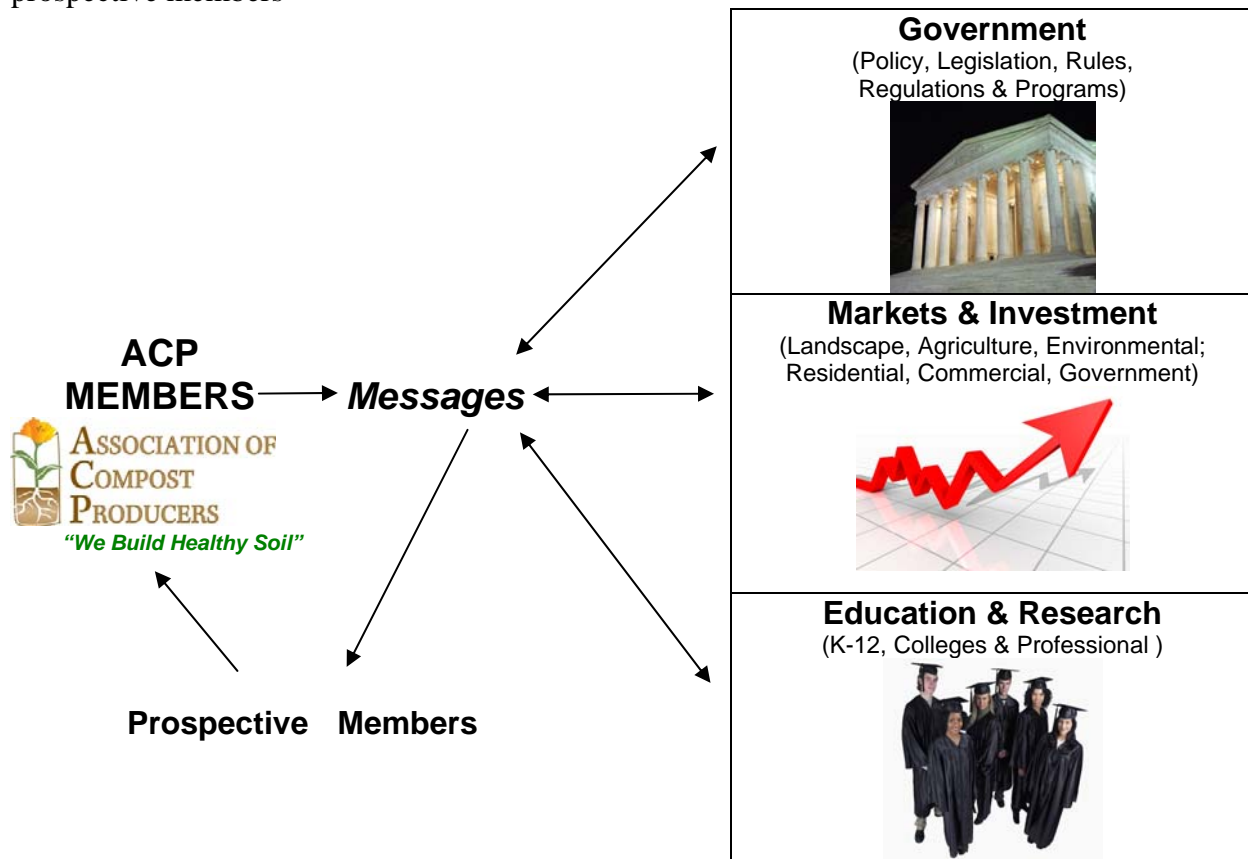 prospective members
Government
(Policy, Legislation, Rules,
Regulations & Programs)
Markets & Investment
(Landscape, Agriculture, Environmental;
Residential, Commercial, Government)
ACP
MEMBERS
Messages
ASSOCIATION OF
COMPOST
PRODUCERS
“We Build Healthy Soil”
Education & Research
(K-12, Colleges & Professional )
Prospective Members